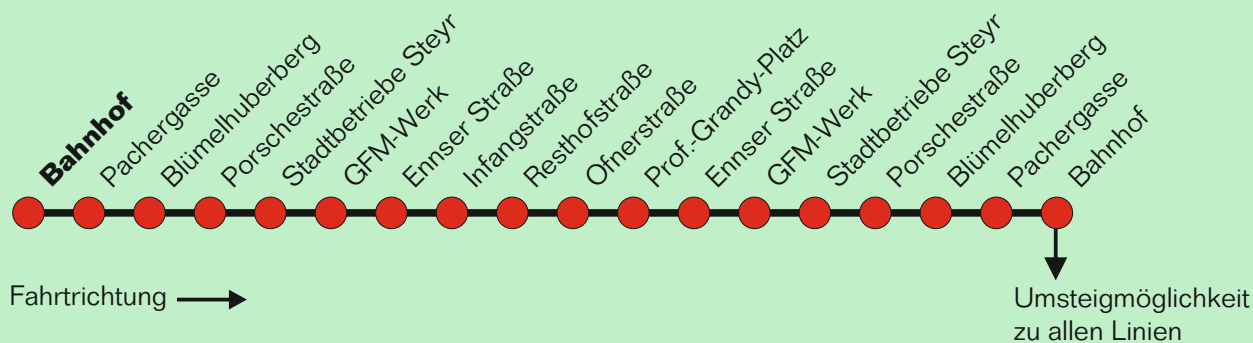 Bahnhof
Pachergasse
Blümelhuberberg
Porschestraße
Stadtbetriebe Steyr
GFM-Werk
Ennser Straße
Infangstraße
Resthofstraße
Ofnerstraße
Prof.-Grandy-Platz
Ennser Straße
GFM-Werk
Stadtbetriebe Steyr
Porschestraße
Blümelhuberberg
Pachergasse
Bahnhof
Fahrtrichtung
Umsteigmöglichkeit
zu allen Linien